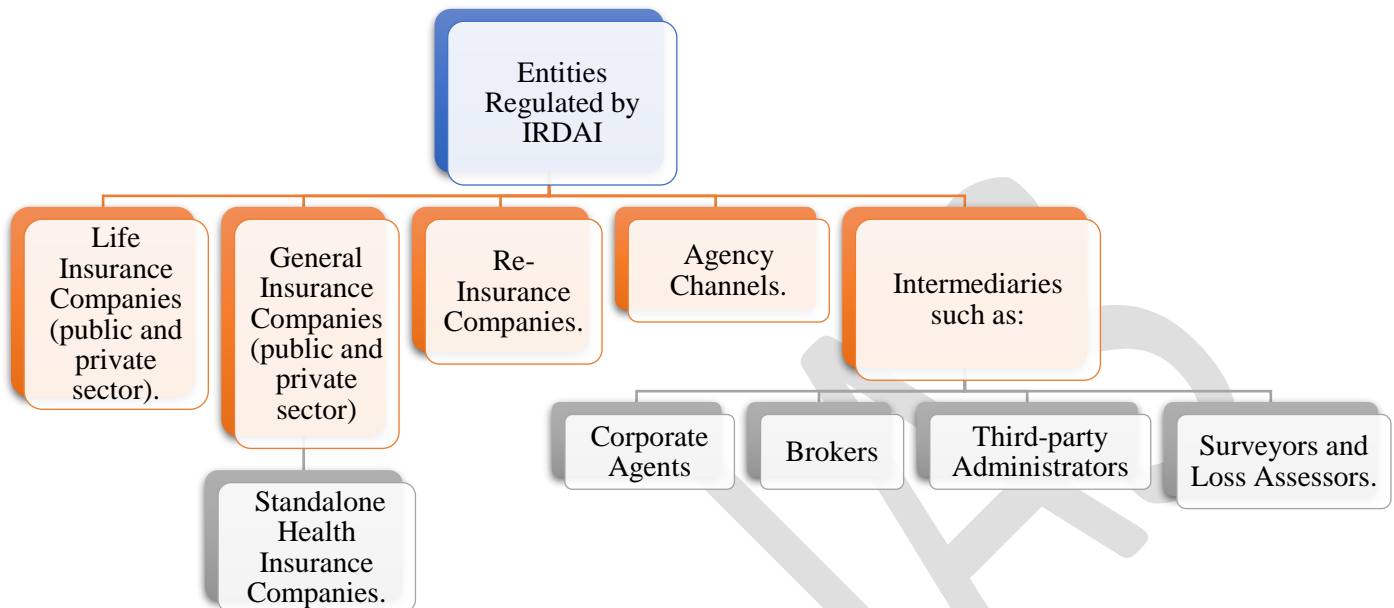 Entities
Regulated by
IRDAI
Life
Insurance
Companies
(public and
private
sector).
General
Insurance
Companies
(public and
private
sector)
Re-
Insurance
Companies.
Agency
Channels.
Intermediaries
such as:
Standalone
Health
Insurance
Companies.
Corporate
Agents
Brokers
Third-party
Administrators
Surveyors and
Loss Assessors.